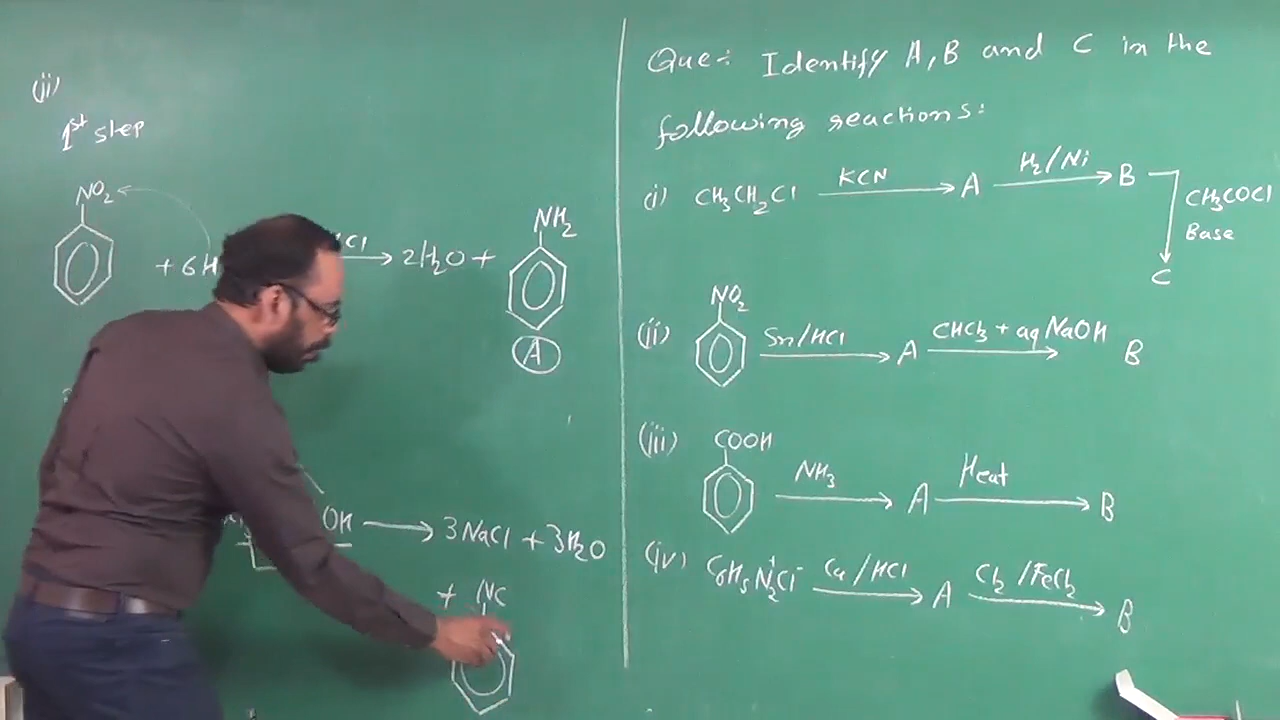 (ii)
1st step
NO2
+ 6H
Cl → 2H2O +
NH2
A
OH → 3NaCl + 3H2O
+ NC
Que:- Identify A, B and C in the
following reactions:
(i) CH3CH2Cl KCN → A H2/Ni → B
CH3COCl
Base
C
(ii) NO2 Sn/HCl → A CHCl3 + aq NaOH → B
(iii) COOH NH3 → A Heat → B
(iv) C6H5N2+Cl- Cu/HCl → A Cl2/FeCl2 → B